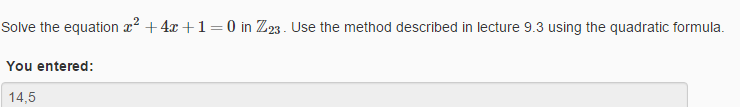 Solve the equation x² + 4x + 1 = 0 in ℤ₂₃. Use the method described in lecture 9.3 using the quadratic formula.
You entered:
14,5